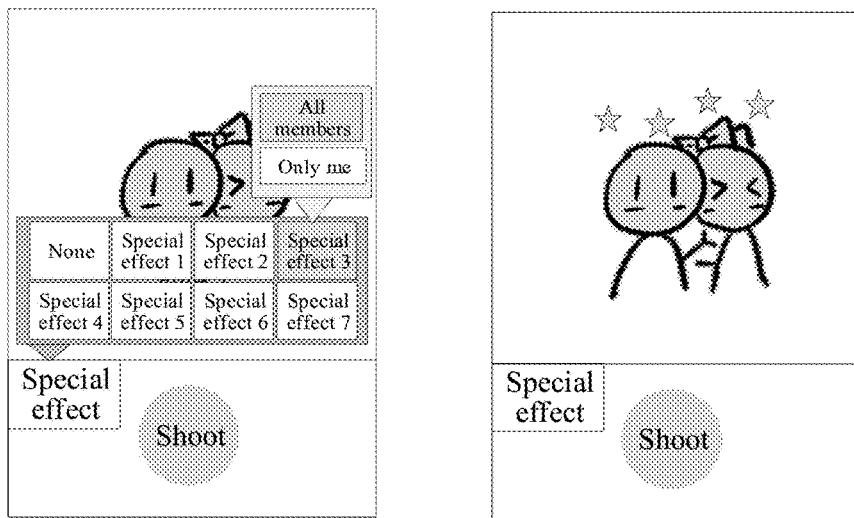 All
members
Only me
None
Special
effect 1
Special
effect 2
Special
effect 3
Special
effect 4
Special
effect 5
Special
effect 6
Special
effect 7
Special
effect
Shoot
Special
effect
Shoot